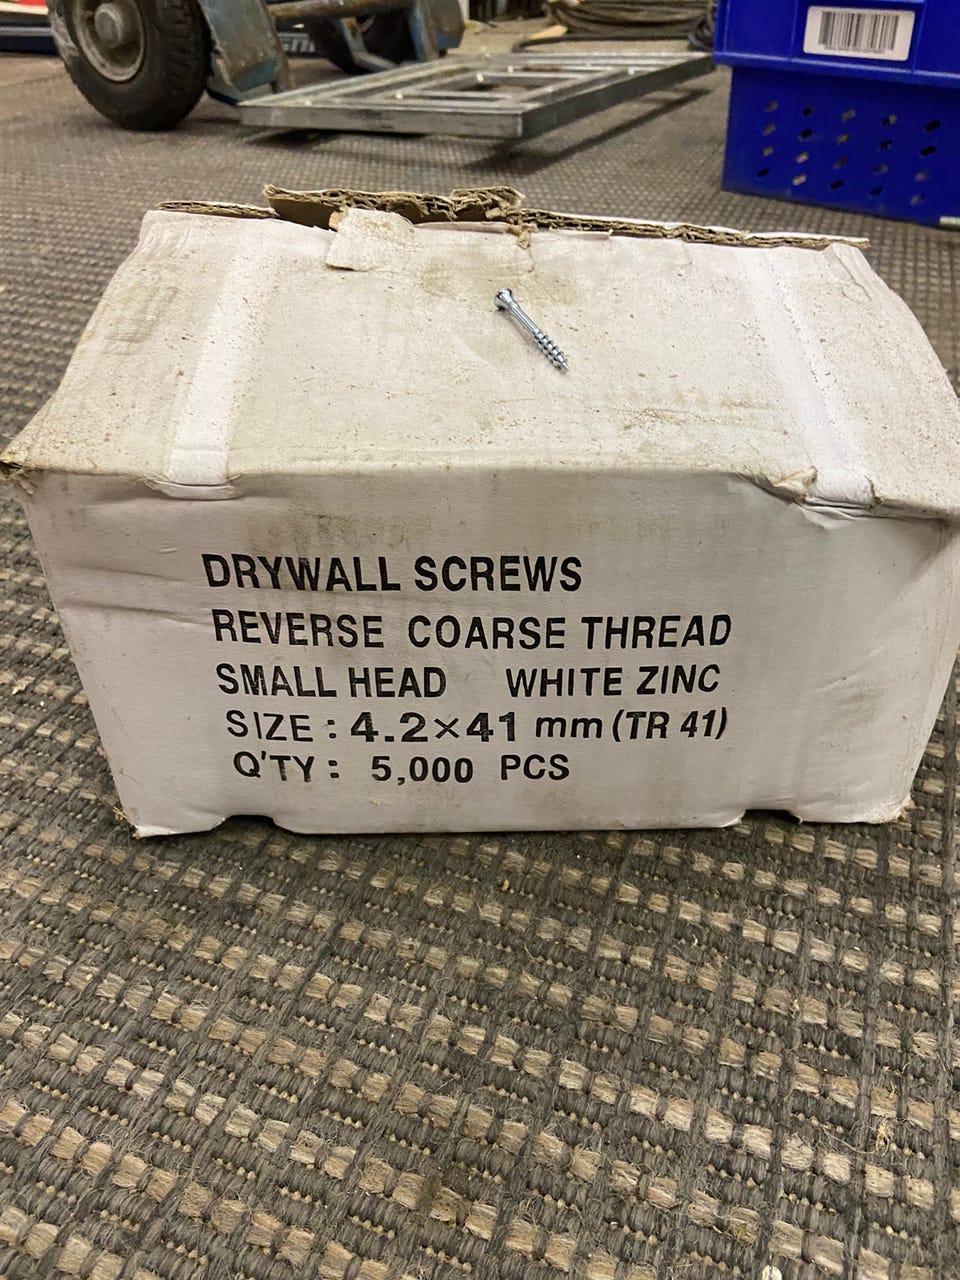 DRYWALL SCREWS
REVERSE COARSE THREAD
SMALL HEAD WHITE ZINC
SIZE : 4.2×41 mm (TR 41)
Q'TY : 5,000 PCS